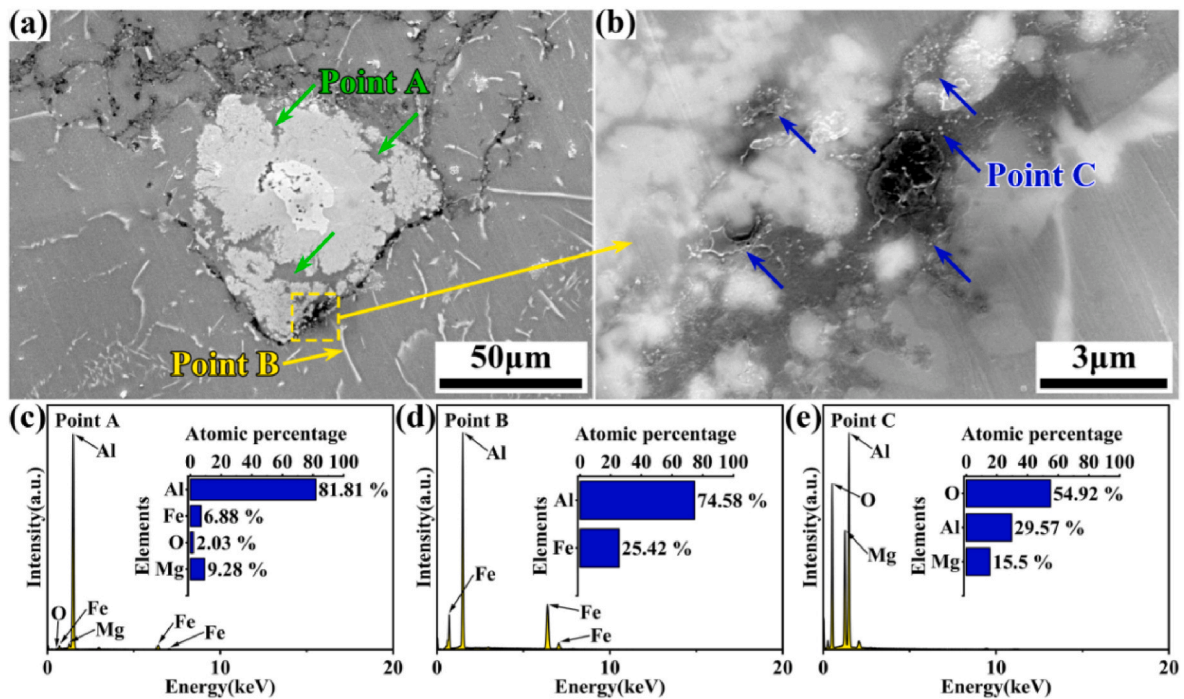 (a)
Point A
Point B
50μm
(b)
Point C
3μm
(c)
Point A
Al
Atomic percentage
0 20 40 60 80 100
Elements
Al 81.81 %
Fe 6.88 %
O 2.03 %
Mg 9.28 %
Intensity(a.u.)
O
Fe
Mg
Fe
Fe
0 10 20
Energy(keV)
(d)
Point B
Al
Atomic percentage
0 20 40 60 80 100
Elements
Al 74.58 %
Fe 25.42 %
Intensity(a.u.)
Fe
Fe
Fe
0 10 20
Energy(keV)
(e)
Point C
Al
O
Mg
Atomic percentage
0 20 40 60 80 100
Elements
O 54.92 %
Al 29.57 %
Mg 15.5 %
Intensity(a.u.)
0 10 20
Energy(keV)